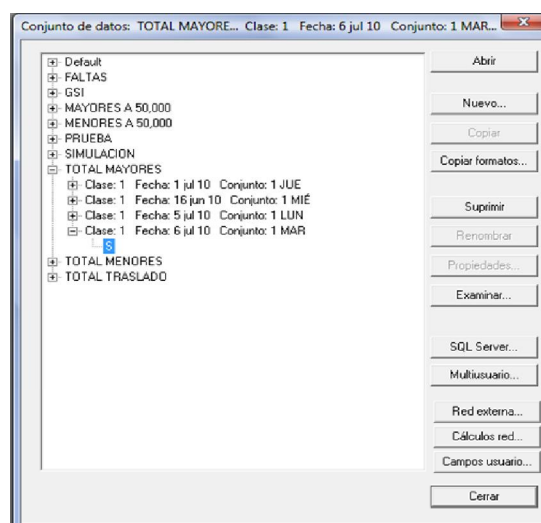 Conjunto de datos: TOTAL MAYORE... Clase: 1 Fecha: 6 jul 10 Conjunto: 1 MAR...
Default
FALTAS
GSI
MAYORES A 50,000
MENORES A 50,000
PRUEBA
SIMULACION
TOTAL MAYORES
Clase: 1 Fecha: 1 jul 10 Conjunto: 1 JUE
Clase: 1 Fecha: 16 jun 10 Conjunto: 1 MIÉ
Clase: 1 Fecha: 5 jul 10 Conjunto: 1 LUN
Clase: 1 Fecha: 6 jul 10 Conjunto: 1 MAR
S
TOTAL MENORES
TOTAL TRASLADO
Abrir
Nuevo...
Copiar
Copiar formatos...
Suprimir
Renombrar
Propiedades...
Examinar...
SQL Server...
Multiusuario...
Red externa...
Cálculos red...
Campos usuario...
Cerrar